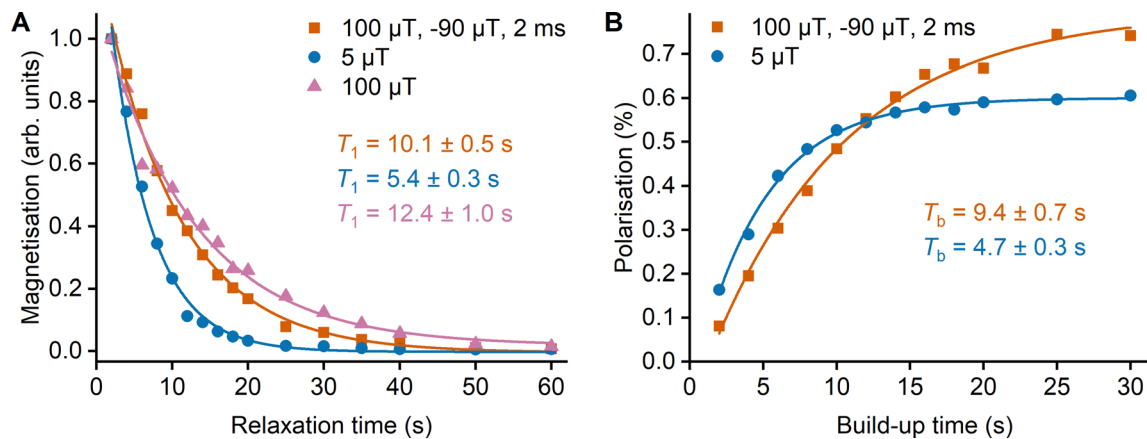 A
100 µT, -90 µT, 2 ms
5 µT
100 µT
T1 = 10.1 ± 0.5 s
T1 = 5.4 ± 0.3 s
T1 = 12.4 ± 1.0 s
Magnetisation (arb. units)
1.0
0.8
0.6
0.4
0.2
0.0
0
10
20
30
40
50
60
Relaxation time (s)
B
100 µT, -90 µT, 2 ms
5 µT
Tb = 9.4 ± 0.7 s
Tb = 4.7 ± 0.3 s
Polarisation (%)
0.7
0.6
0.5
0.4
0.3
0.2
0.1
0.0
0
5
10
15
20
25
30
Build-up time (s)